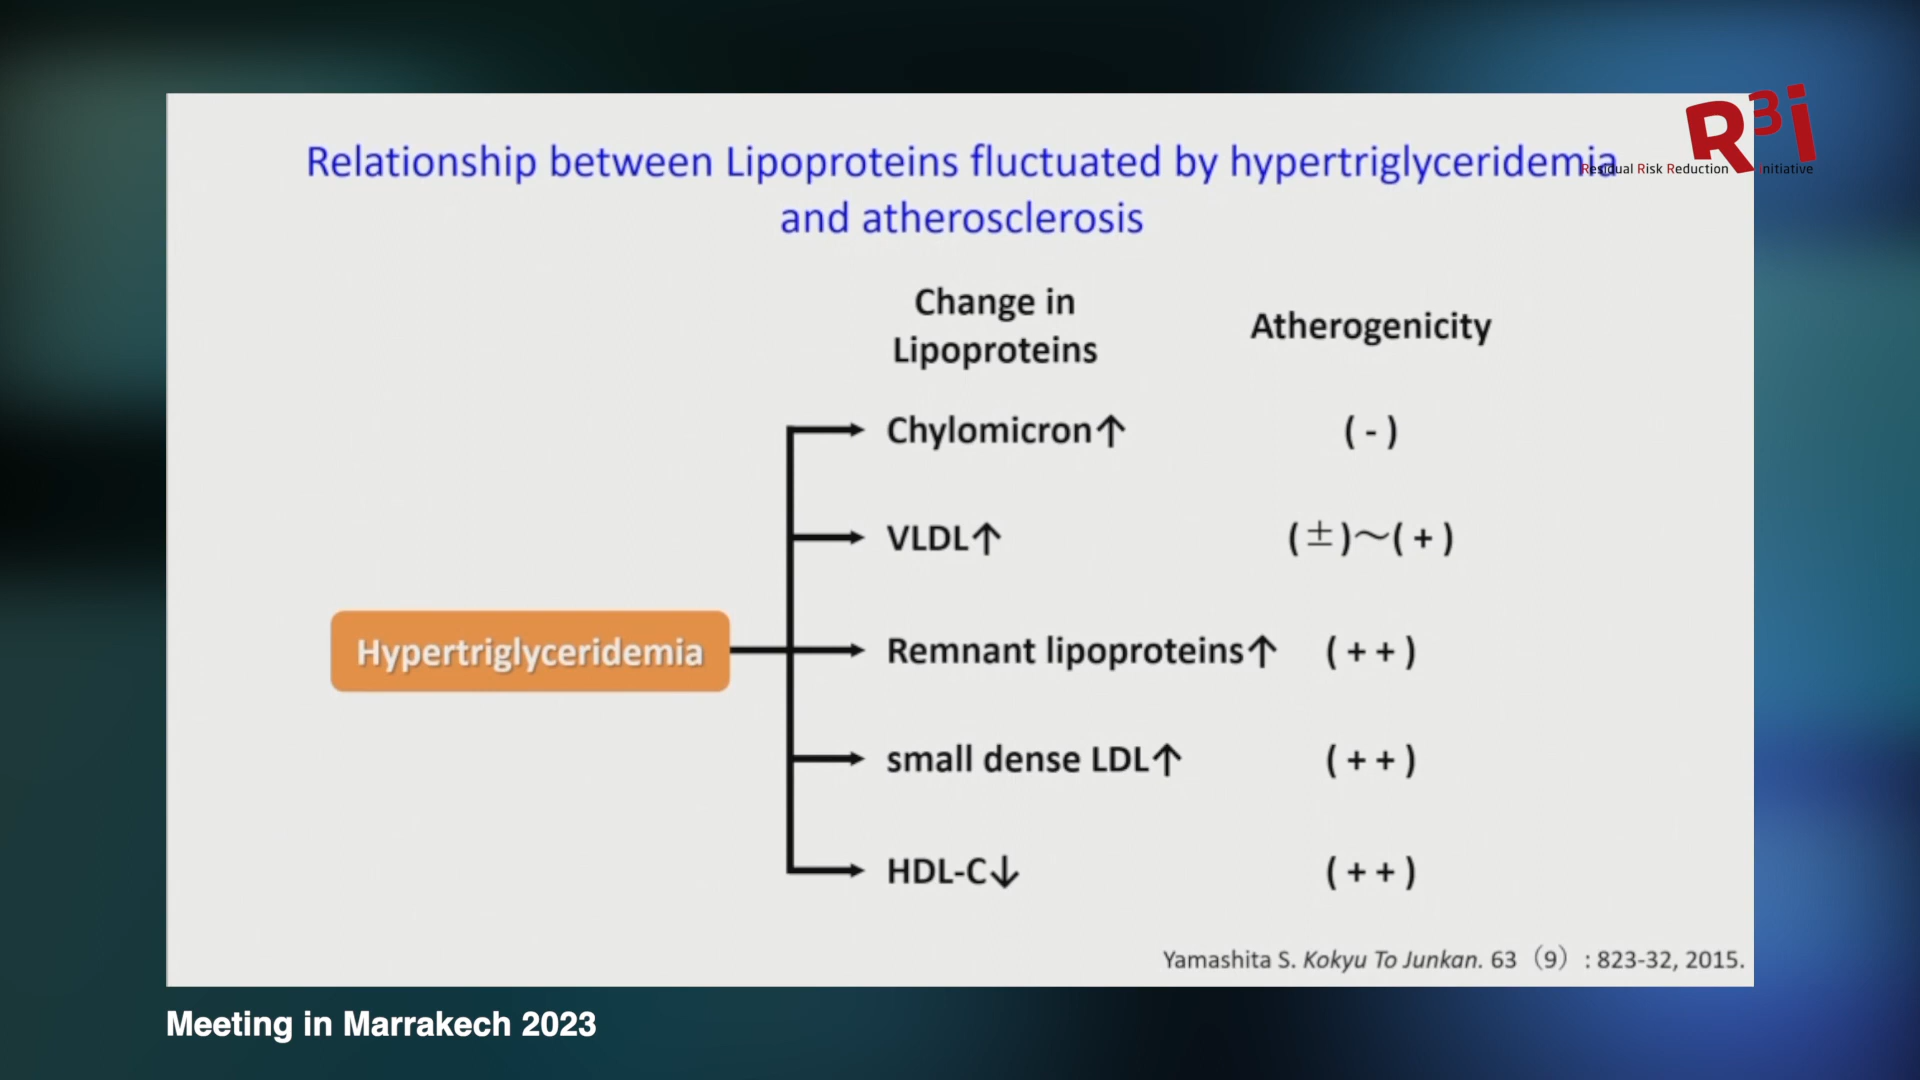 R³i
Residual Risk Reduction initiative
Relationship between Lipoproteins fluctuated by hypertriglyceridemia
and atherosclerosis
Change in
Lipoproteins
Atherogenicity
Chylomicron↑ ( - )
VLDL↑ (±)~( + )
Hypertriglyceridemia
Remnant lipoproteins↑ ( + + )
small dense LDL↑ ( + + )
HDL-C↓ ( + + )
Yamashita S. Kokyu To Junkan. 63（9）: 823-32, 2015.
Meeting in Marrakech 2023